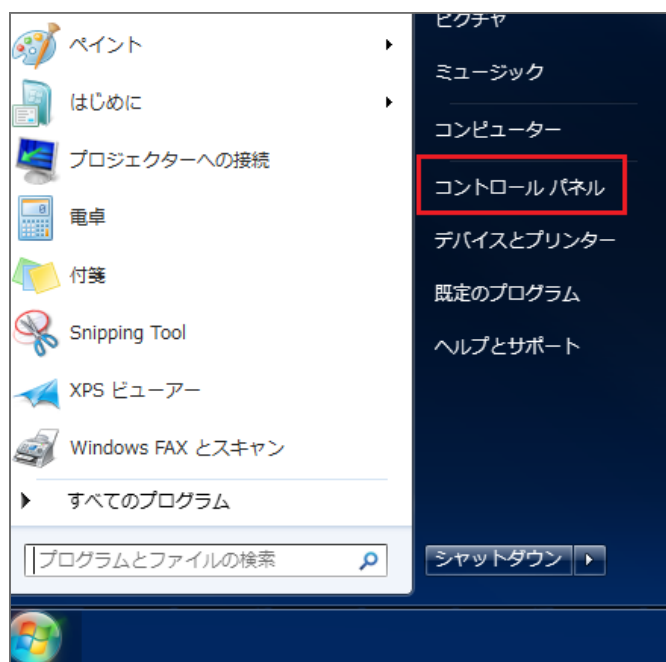 ペイント
はじめに
プロジェクターへの接続
電卓
付箋
Snipping Tool
XPS ビューアー
Windows FAX とスキャン
すべてのプログラム
プログラムとファイルの検索
ピクチャ
ミュージック
コンピューター
コントロール パネル
デバイスとプリンター
既定のプログラム
ヘルプとサポート
シャットダウン